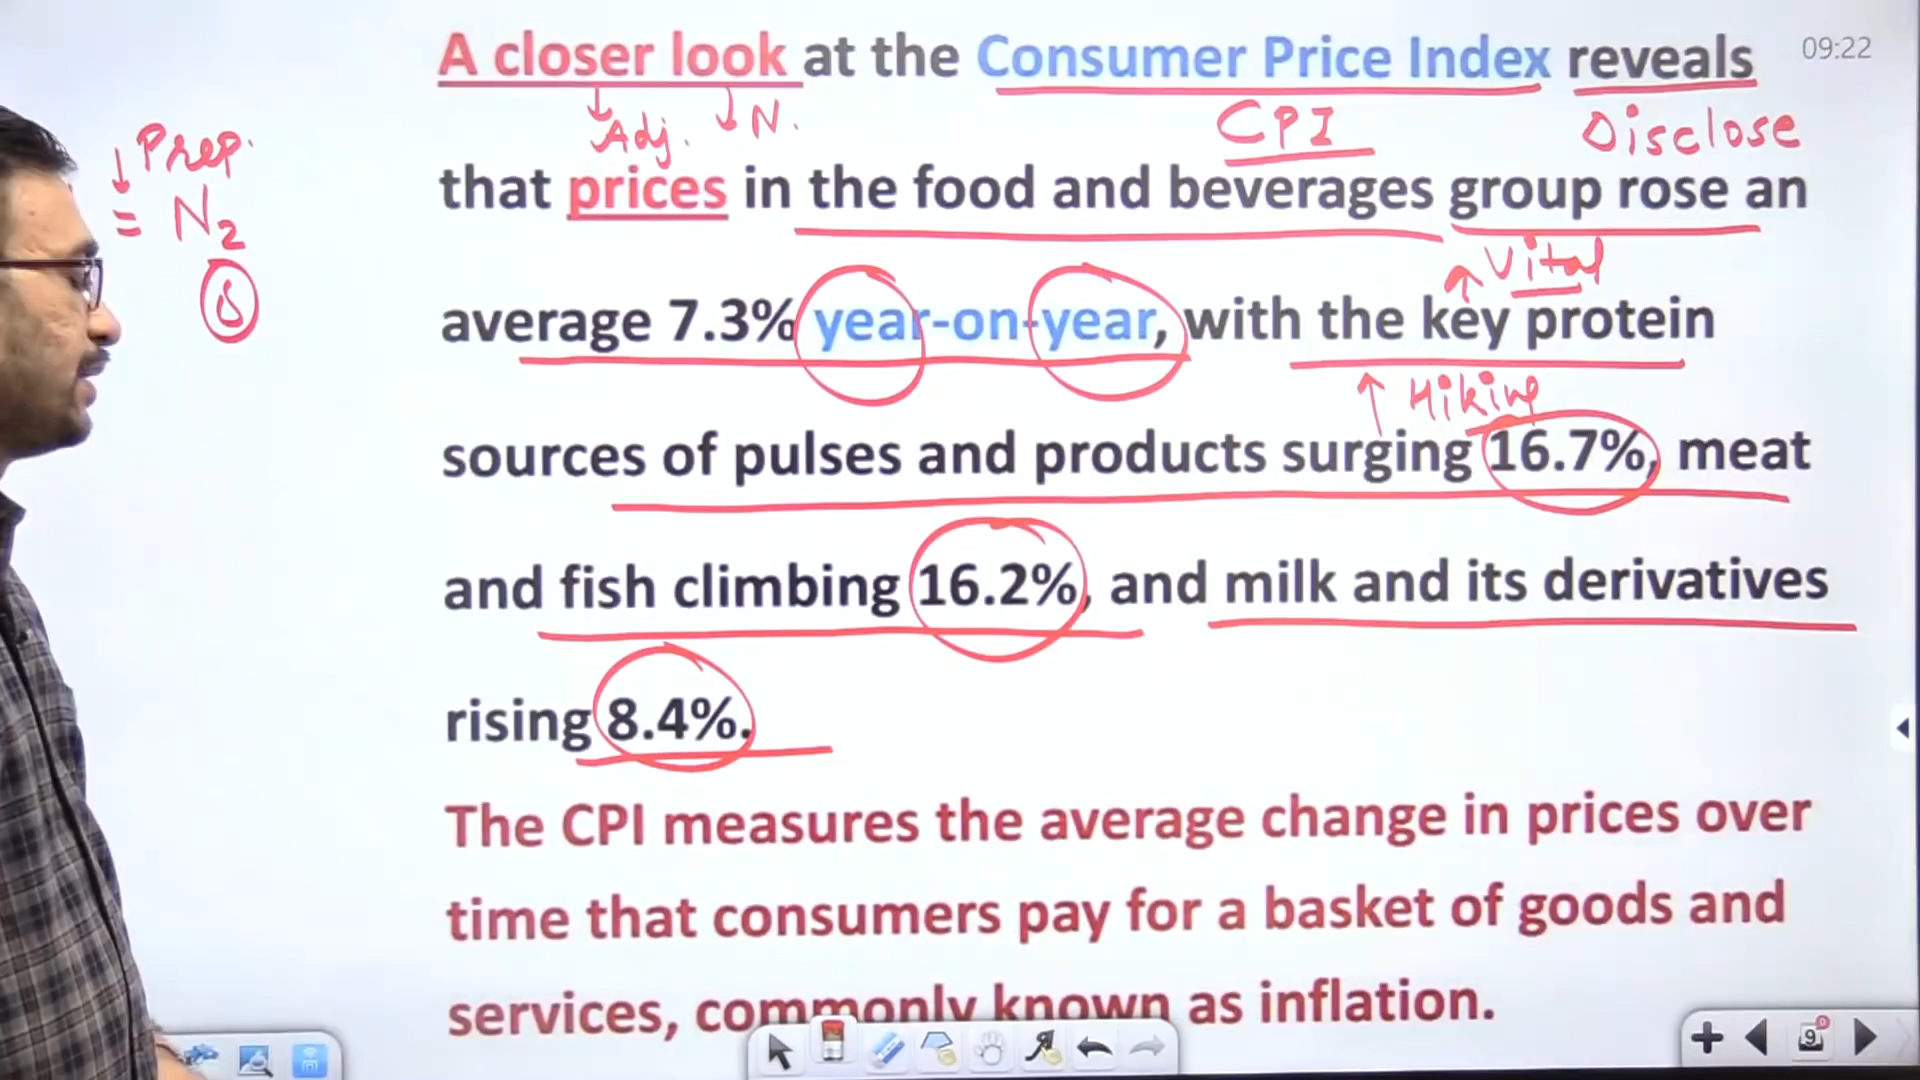 A closer look at the Consumer Price Index reveals
09:22
Adj. N. CPI Disclose
Prep.
that prices in the food and beverages group rose an
= N2
S
Vital
average 7.3% year-on-year, with the key protein
Hiking
sources of pulses and products surging 16.7%, meat
and fish climbing 16.2%, and milk and its derivatives
rising 8.4%.
The CPI measures the average change in prices over
time that consumers pay for a basket of goods and
services, commonly known as inflation.
9
0